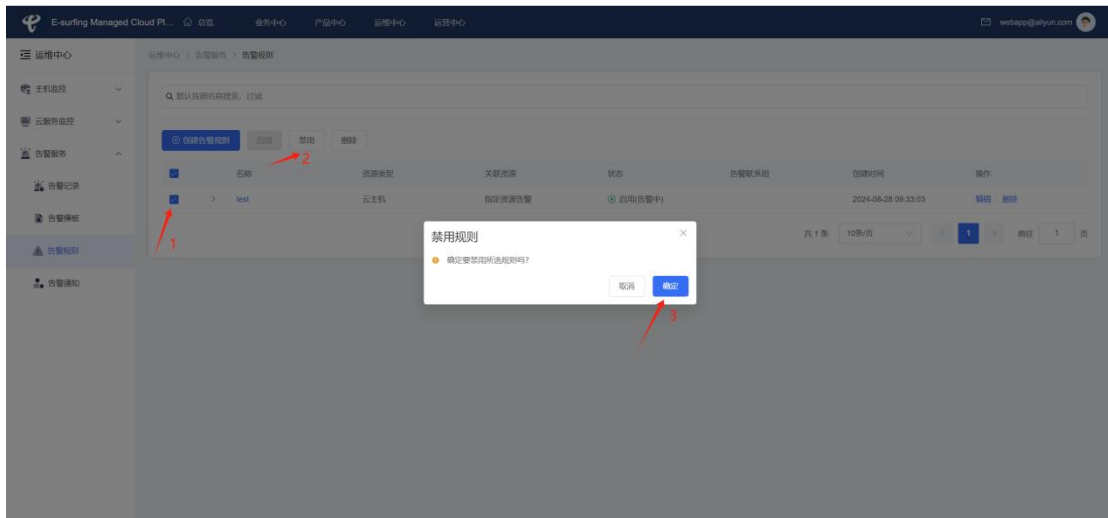 E-surfing Managed Cloud Pl... 总览 业务中心 产品中心 运维中心 运营中心 webapp@aliyun.com
运维中心 运维中心 > 告警服务 > 告警规则
主机监控
默认按照名称搜索、过滤
云服务监控
创建告警规则 启用 禁用 删除
2
告警服务
名称 资源类型 关联资源 状态 告警联系组 创建时间 操作
告警记录
test 云主机 指定资源告警 启用(告警中) 2024-08-28 09:33:03 编辑 删除
告警模板
1
共 1 条 10条/页 1 前往 1 页
禁用规则
告警规则
确定要禁用所选规则吗?
告警通知
取消 确定
3